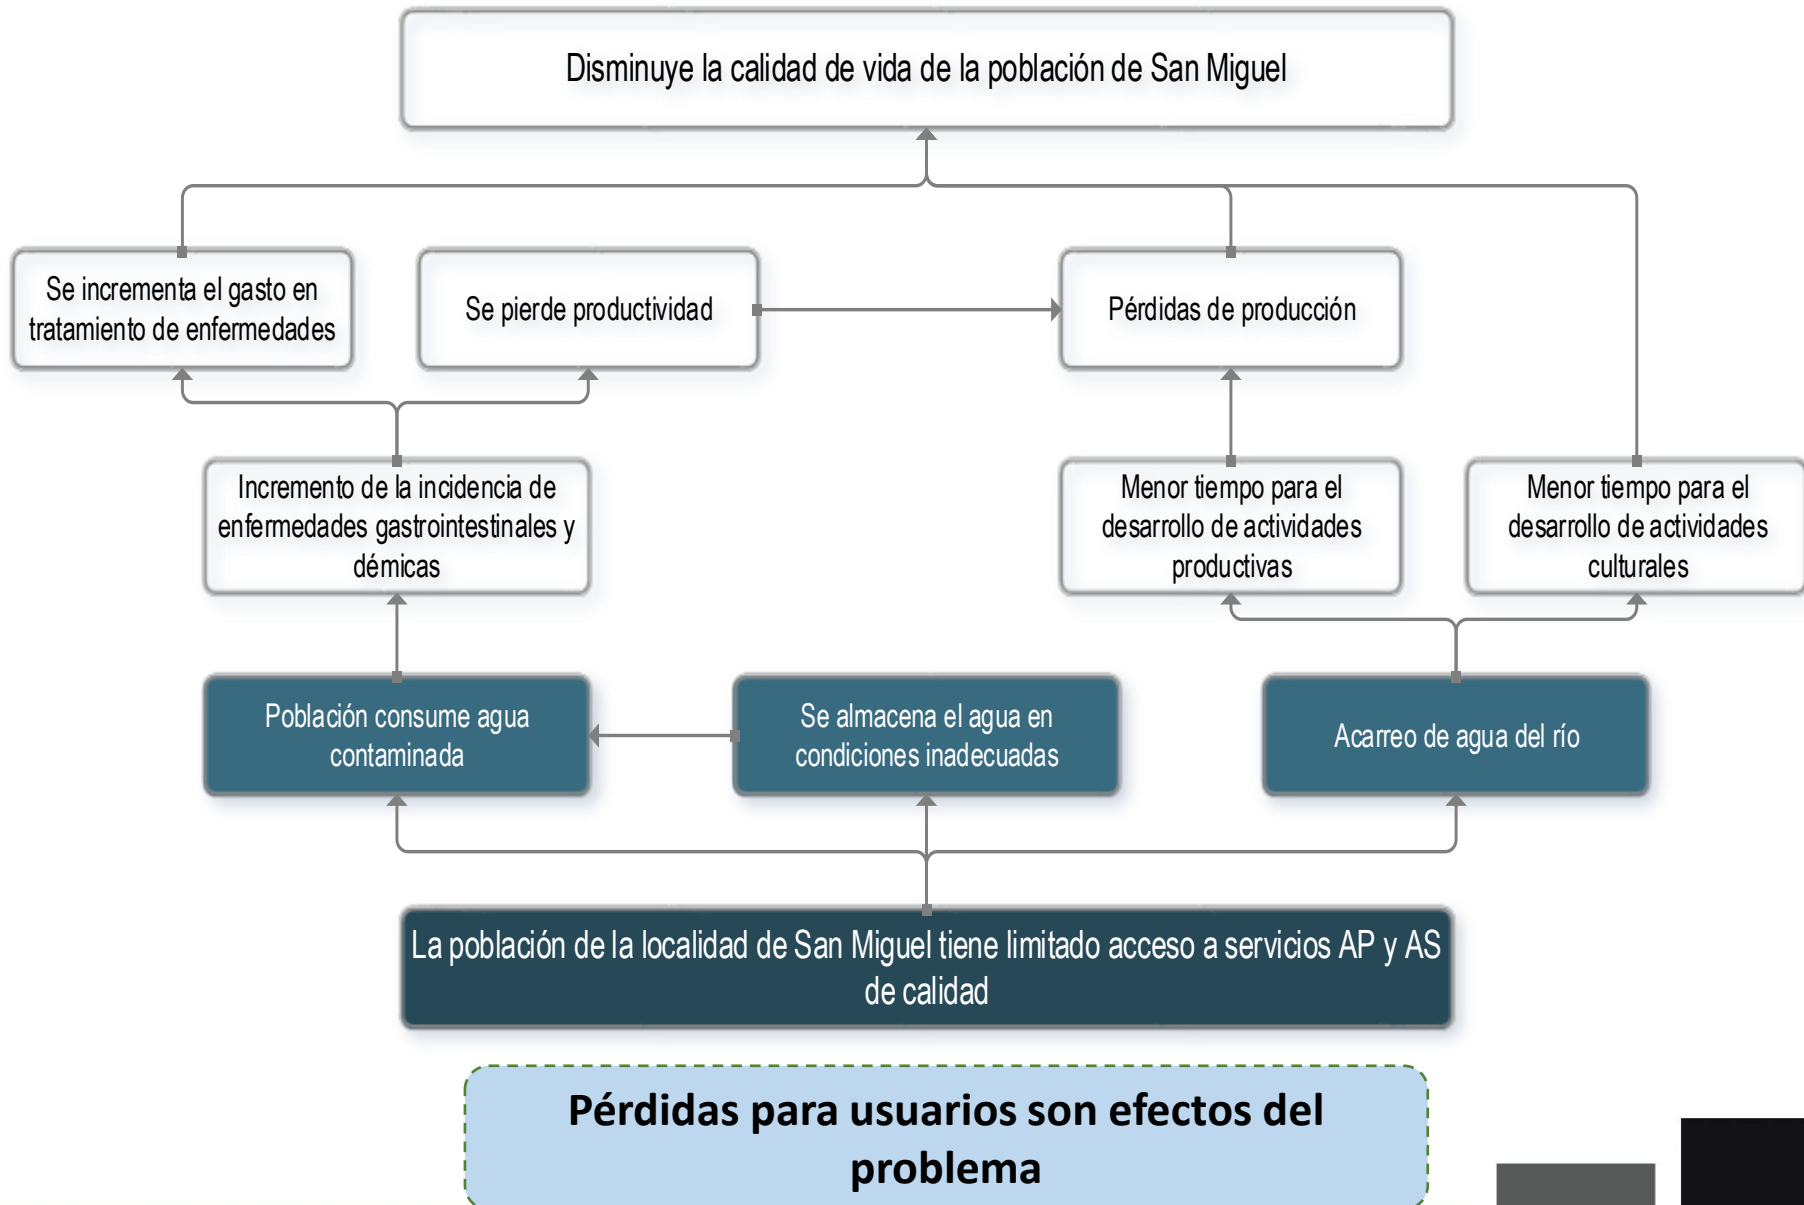 Disminuye la calidad de vida de la población de San Miguel
Se incrementa el gasto en
tratamiento de enfermedades
Se pierde productividad
Pérdidas de producción
Incremento de la incidencia de
enfermedades gastrointestinales y
démicas
Menor tiempo para el
desarrollo de actividades
productivas
Menor tiempo para el
desarrollo de actividades
culturales
Población consume agua
contaminada
Se almacena el agua en
condiciones inadecuadas
Acarreo de agua del río
La población de la localidad de San Miguel tiene limitado acceso a servicios AP y AS
de calidad
Pérdidas para usuarios son efectos del
problema